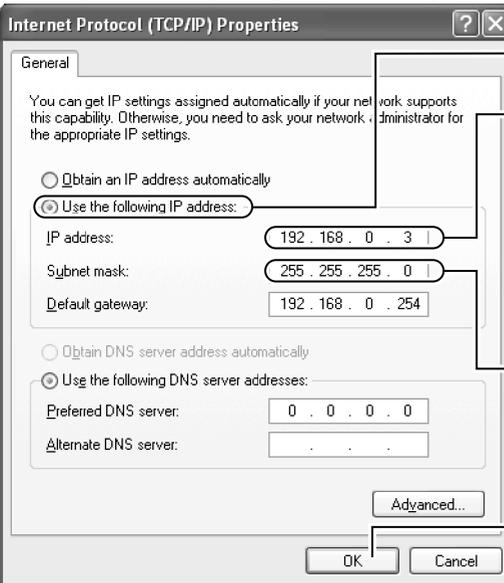 Internet Protocol (TCP/IP) Properties
General
You can get IP settings assigned automatically if your network supports
this capability. Otherwise, you need to ask your network administrator for
the appropriate IP settings.
Obtain an IP address automatically
Use the following IP address:
IP address: 192 . 168 . 0 . 3
Subnet mask: 255 . 255 . 255 . 0
Default gateway: 192 . 168 . 0 . 254
Obtain DNS server address automatically
Use the following DNS server addresses:
Preferred DNS server: 0 . 0 . 0 . 0
Alternate DNS server: . . .
Advanced...
OK Cancel